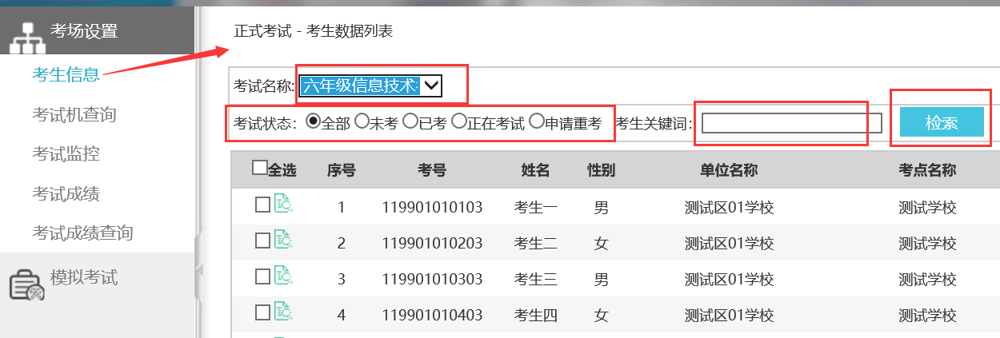 考场设置
考生信息
考试机查询
考试监控
考试成绩
考试成绩查询
模拟考试
正式考试 - 考生数据列表
考试名称: 六年级信息技术
考试状态: 全部 未考 已考 正在考试 申请重考 考生关键词: 检索
全选 序号 考号 姓名 性别 单位名称 考点名称
1 119901010103 考生一 男 测试区01学校 测试学校
2 119901010203 考生二 女 测试区01学校 测试学校
3 119901010303 考生三 男 测试区01学校 测试学校
4 119901010403 考生四 女 测试区01学校 测试学校